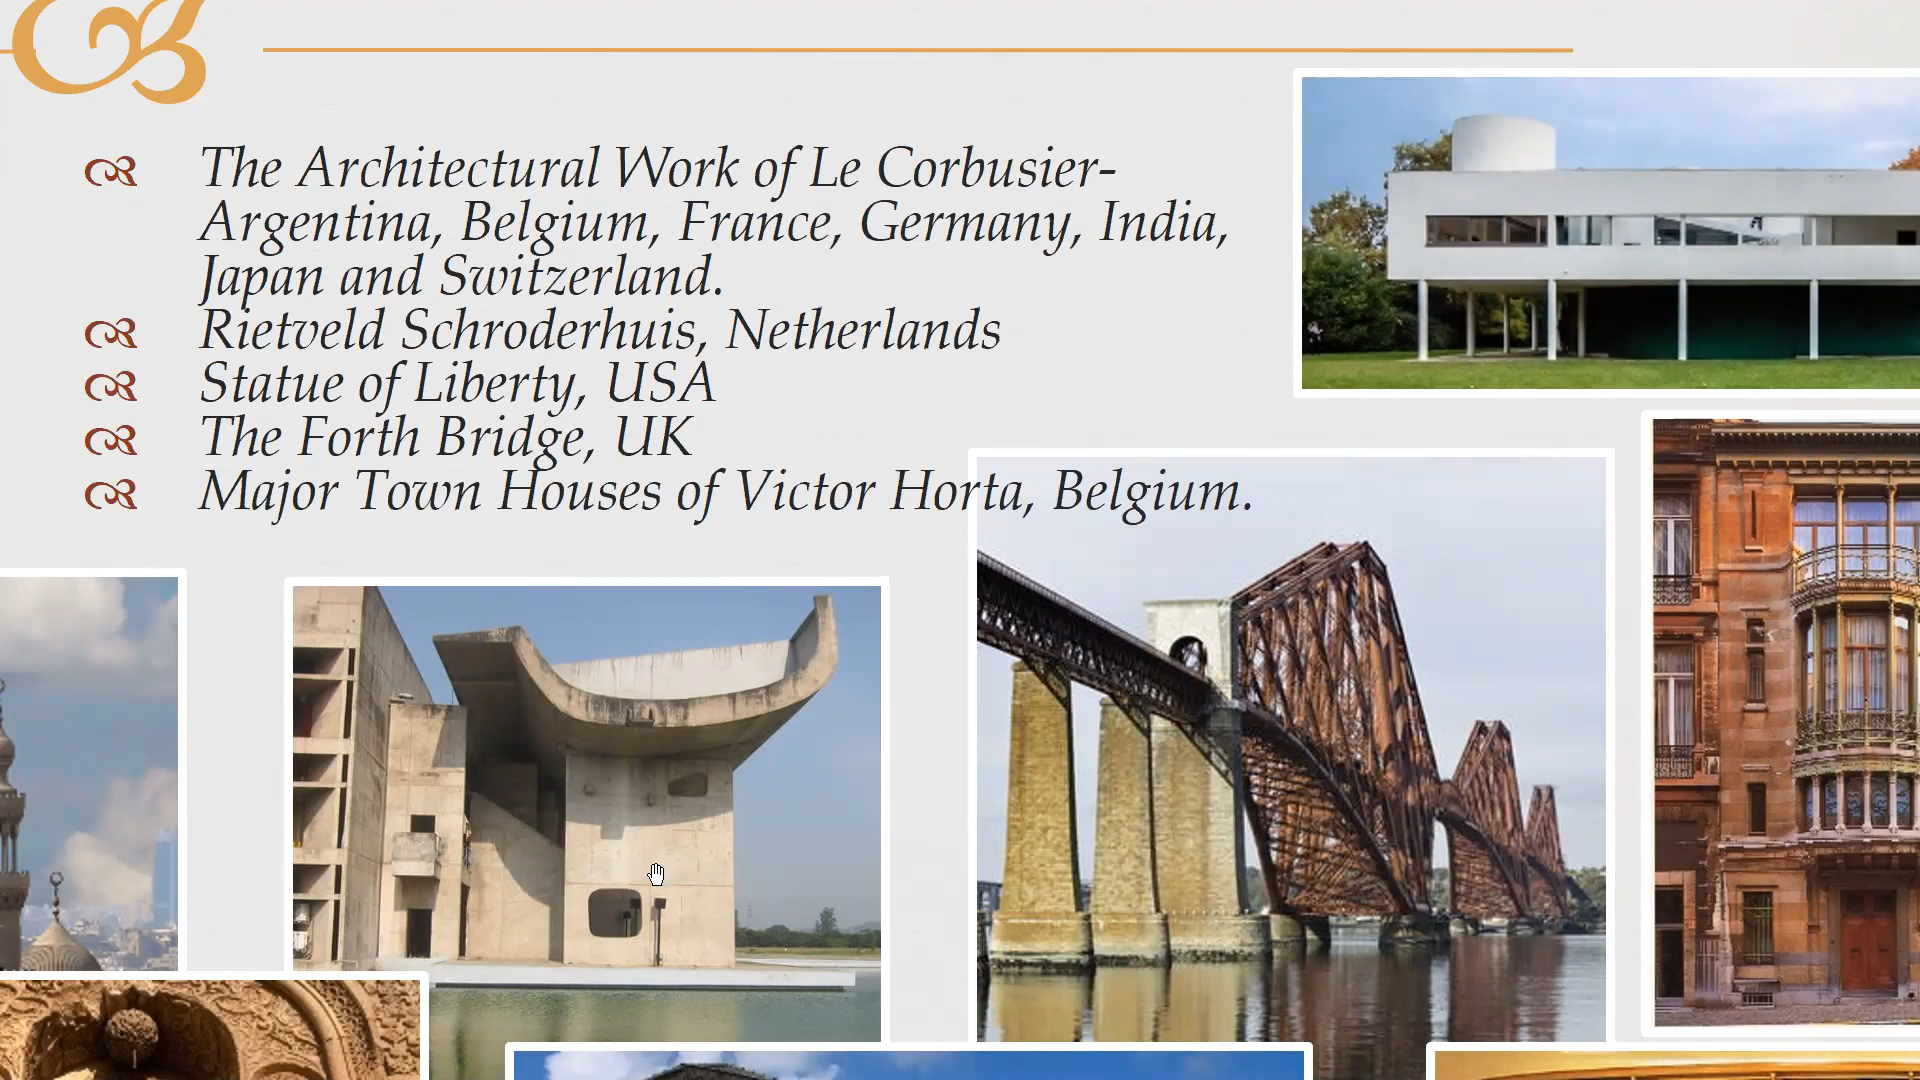 The Architectural Work of Le Corbusier-
Argentina, Belgium, France, Germany, India,
Japan and Switzerland.
Rietveld Schroderhuis, Netherlands
Statue of Liberty, USA
The Forth Bridge, UK
Major Town Houses of Victor Horta, Belgium.